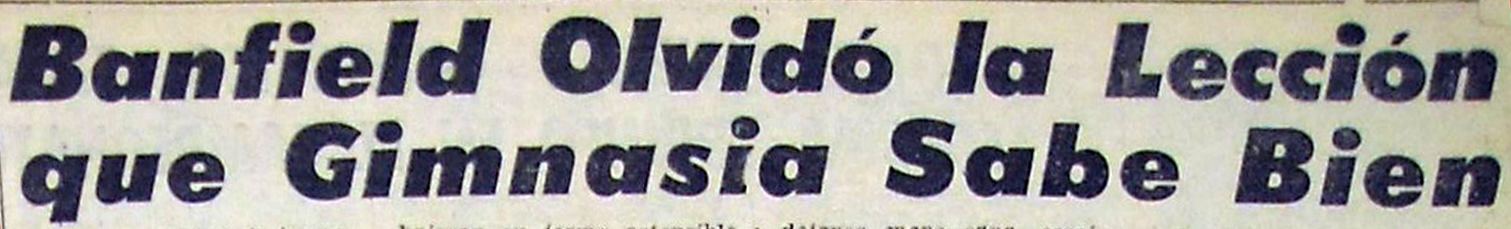 Banfield Olvidó la Lección
que Gimnasia Sabe Bien